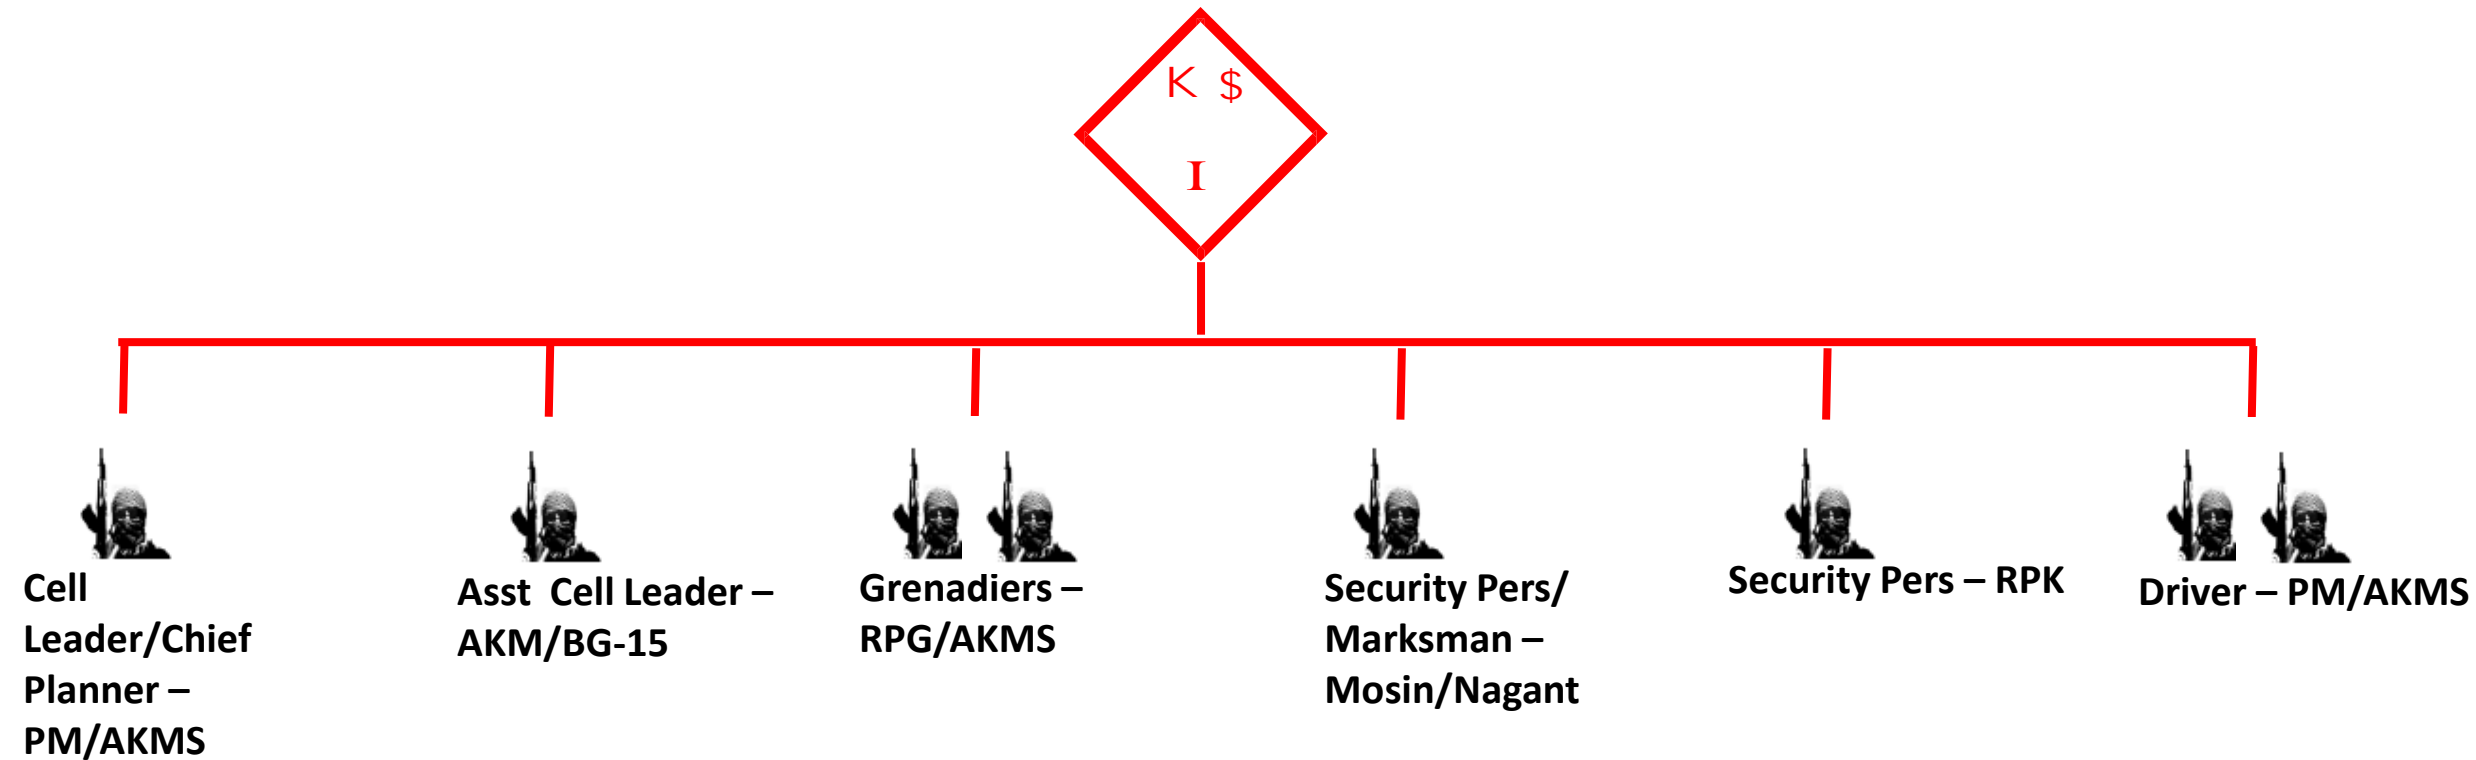 K $
I
Cell
Leader/Chief
Planner –
PM/AKMS
Asst  Cell Leader –
AKM/BG-15
Grenadiers –
RPG/AKMS
Security Pers/
Marksman –
Mosin/Nagant
Security Pers – RPK
Driver – PM/AKMS